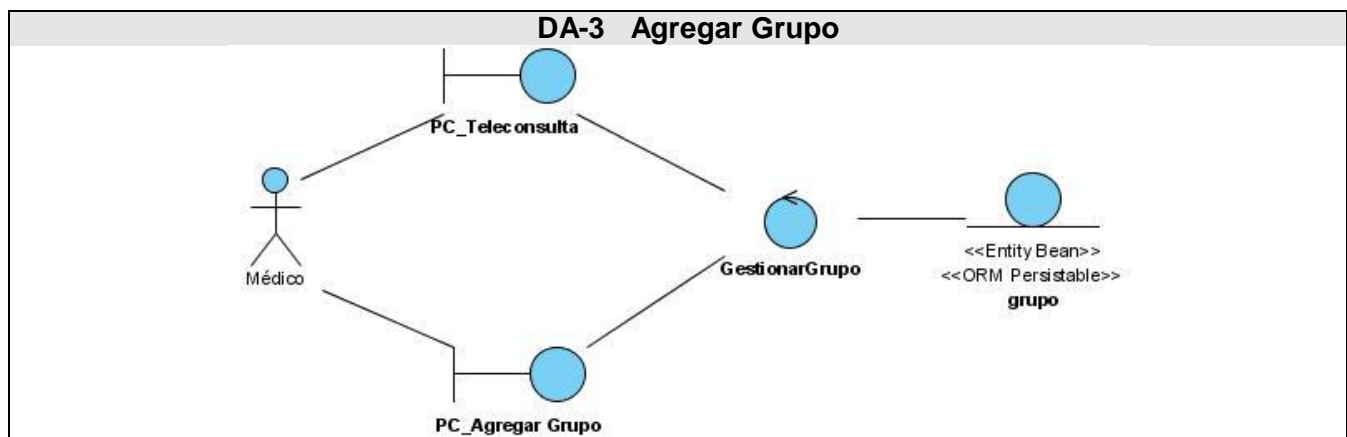 DA-3 Agregar Grupo
PC_Teleconsulta
Médico
GestionarGrupo
<<Entity Bean>>
<<ORM Persistable>>
grupo
PC_Agregar Grupo